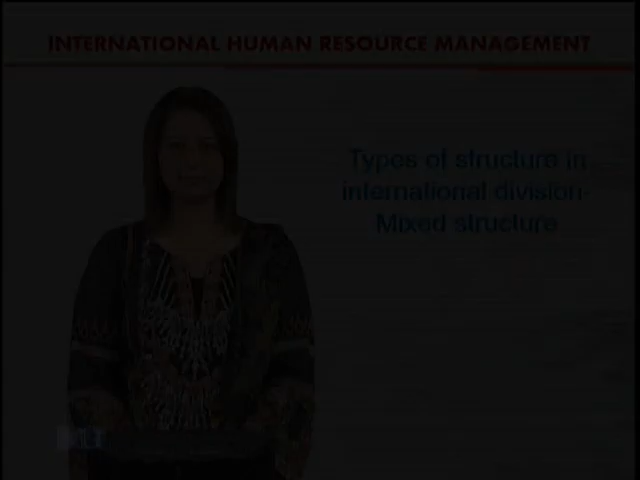 INTERNATIONAL HUMAN RESOURCE MANAGEMENT
Types of structure in
international division-
Mixed structure